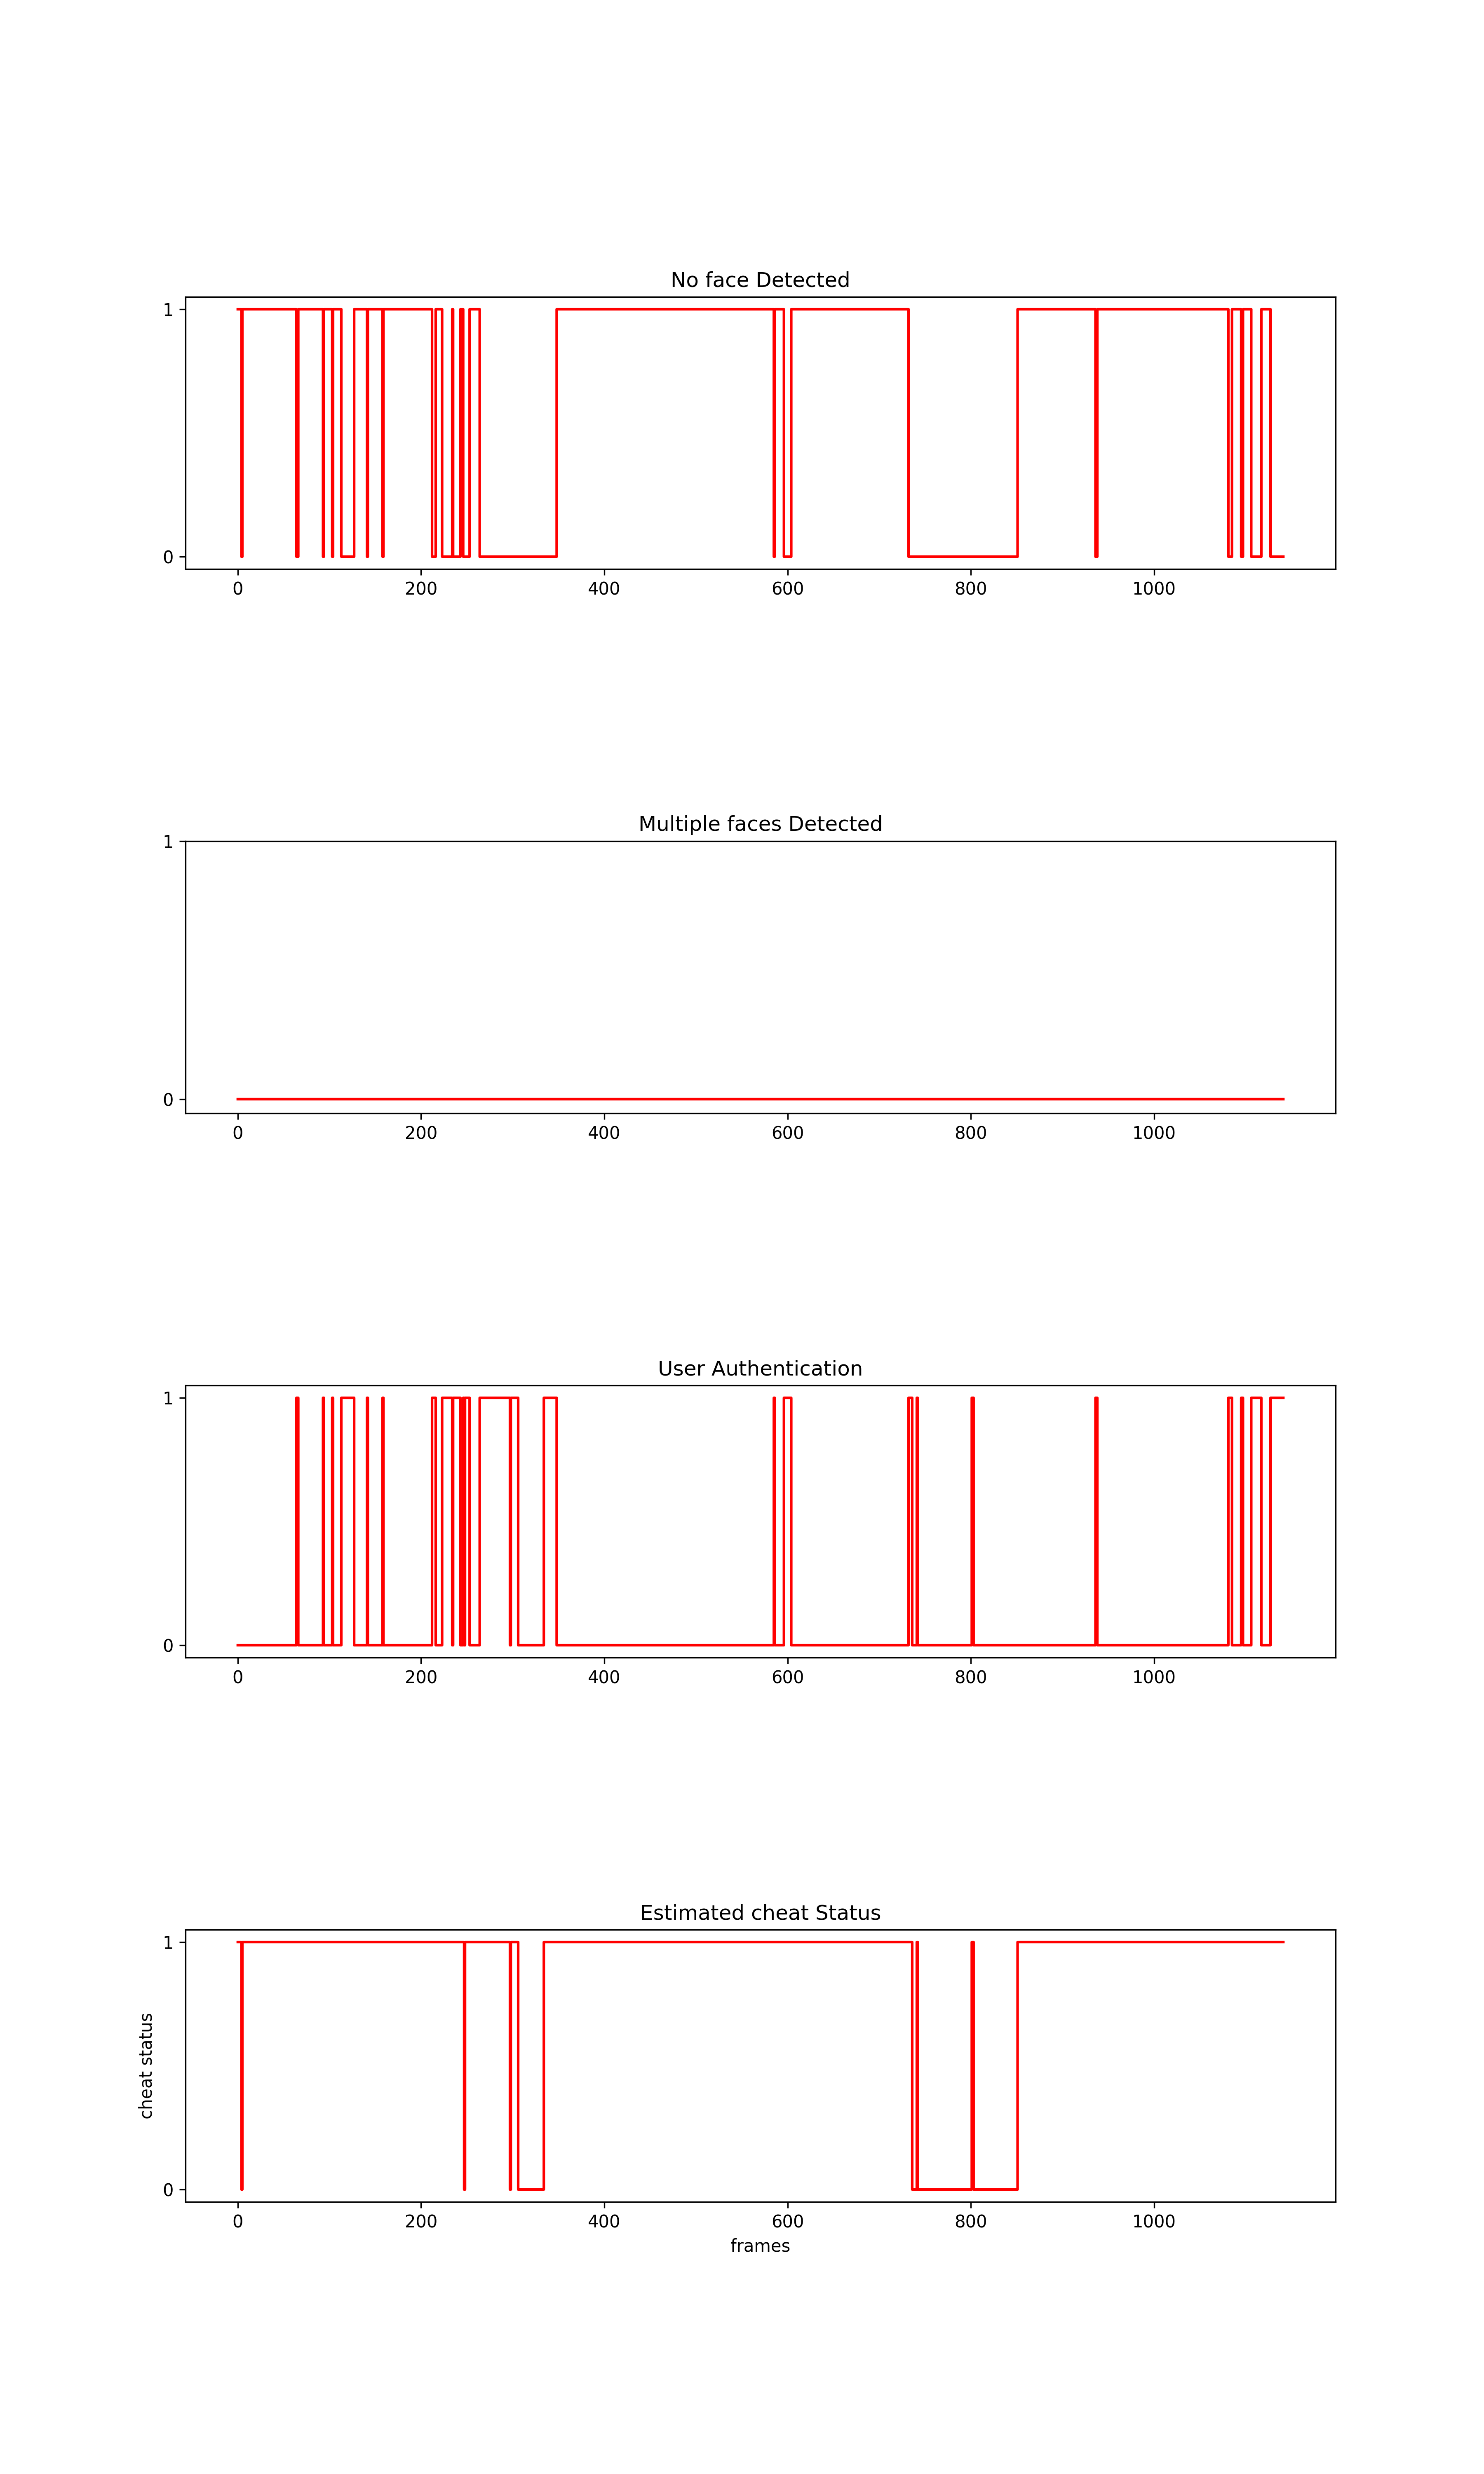 No face Detected
1
0
0 200 400 600 800 1000
Multiple faces Detected
1
0
0 200 400 600 800 1000
User Authentication
1
0
0 200 400 600 800 1000
Estimated cheat Status
1
cheat status
0
0 200 400 600 800 1000
frames